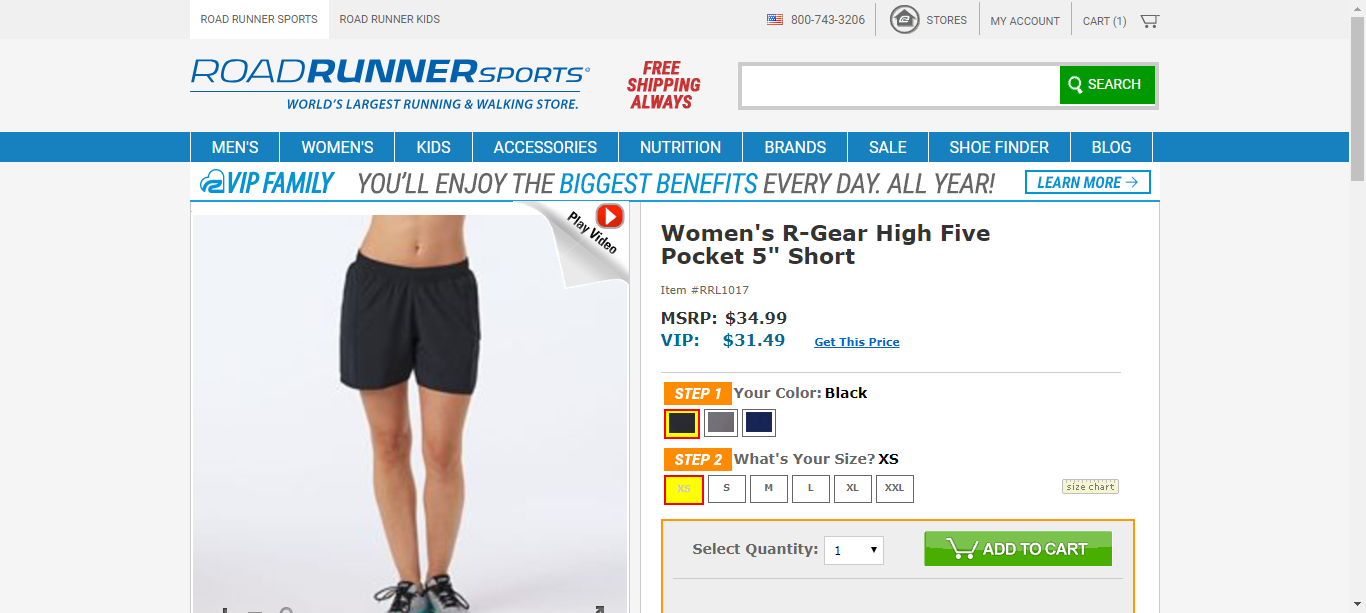 ROAD RUNNER SPORTS
ROAD RUNNER KIDS
800-743-3206
STORES
MY ACCOUNT
CART (1)
ROADRUNNERSPORTS®
WORLD'S LARGEST RUNNING & WALKING STORE.
FREE
SHIPPING
ALWAYS
SEARCH
MEN'S
WOMEN'S
KIDS
ACCESSORIES
NUTRITION
BRANDS
SALE
SHOE FINDER
BLOG
VIP FAMILY
YOU'LL ENJOY THE BIGGEST BENEFITS EVERY DAY. ALL YEAR!
LEARN MORE →
Play Video
Women's R-Gear High Five
Pocket 5" Short
Item #RRL1017
MSRP: $34.99
VIP: $31.49 Get This Price
STEP 1 Your Color: Black
STEP 2 What's Your Size? XS
XS S M L XL XXL
size chart
Select Quantity: 1
ADD TO CART